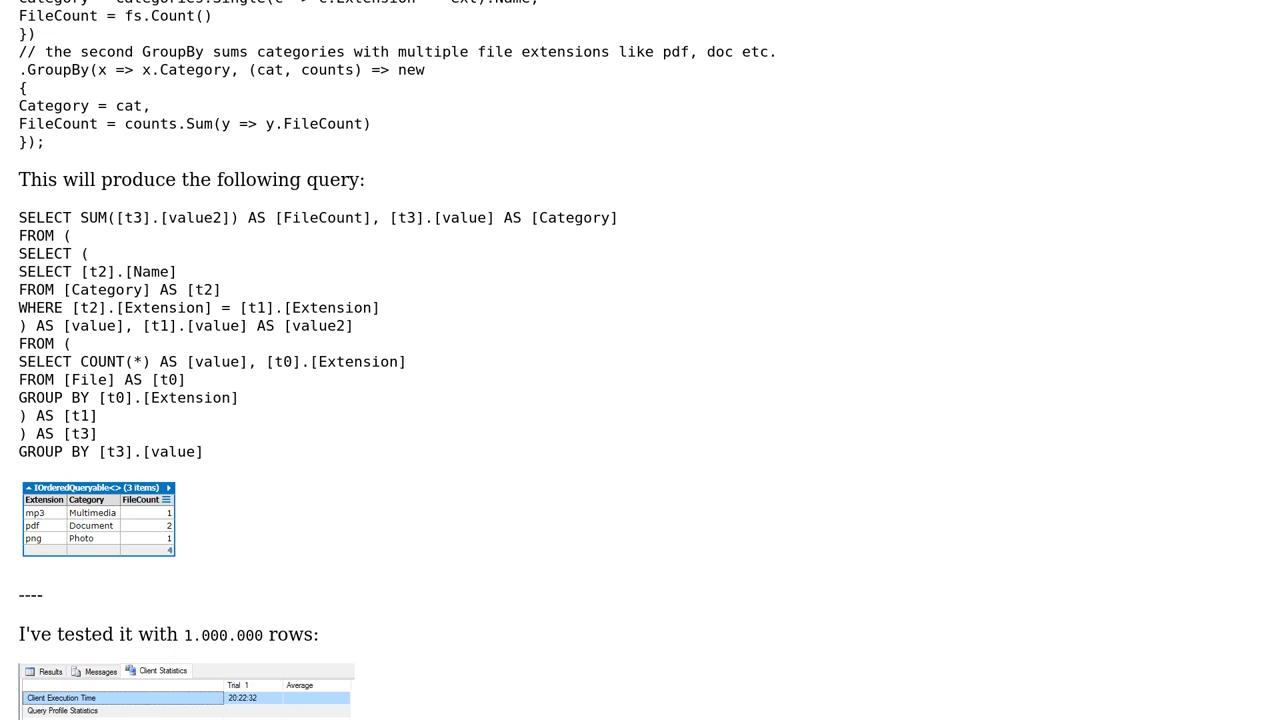 FileCount = fs.Count()
})
// the second GroupBy sums categories with multiple file extensions like pdf, doc etc.
.GroupBy(x => x.Category, (cat, counts) => new
{
Category = cat,
FileCount = counts.Sum(y => y.FileCount)
});
This will produce the following query:
SELECT SUM([t3].[value2]) AS [FileCount], [t3].[value] AS [Category]
FROM (
SELECT (
SELECT [t2].[Name]
FROM [Category] AS [t2]
WHERE [t2].[Extension] = [t1].[Extension]
) AS [value], [t1].[value] AS [value2]
FROM (
SELECT COUNT(*) AS [value], [t0].[Extension]
FROM [File] AS [t0]
GROUP BY [t0].[Extension]
) AS [t1]
) AS [t3]
GROUP BY [t3].[value]
IOrderedQueryable<> (3 items)
Extension Category FileCount
mp3 Multimedia 1
pdf Document 2
png Photo 1
4
----
I've tested it with 1.000.000 rows:
Results Messages Client Statistics
Trial 1 Average
Client Execution Time 20:22:32
Query Profile Statistics